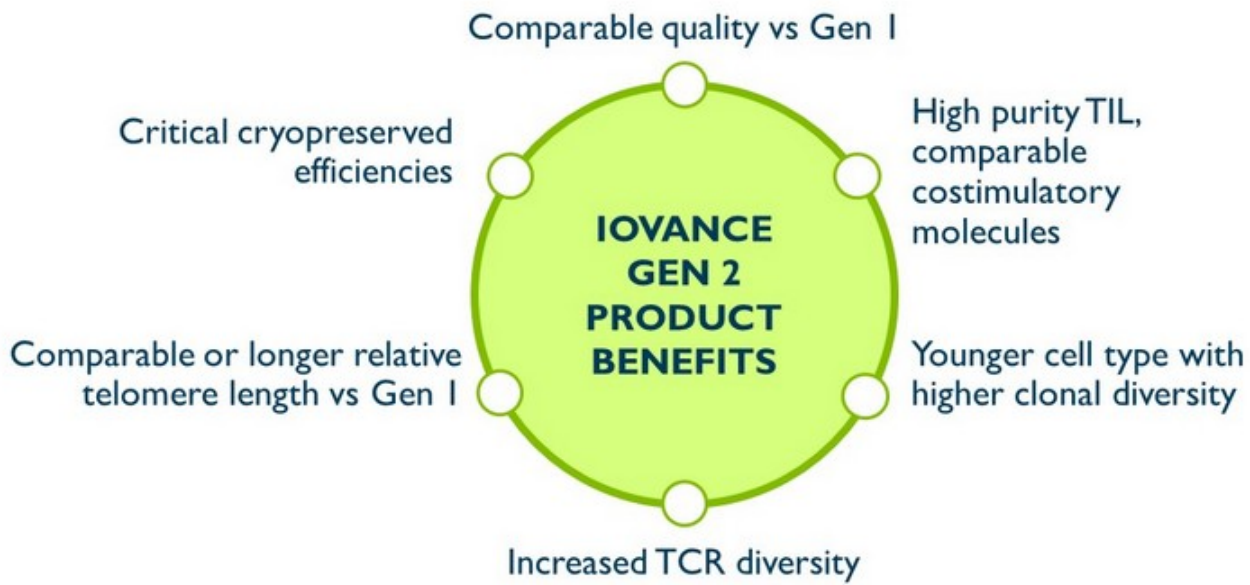 Comparable quality vs Gen 1
High purity TIL,
comparable
costimulatory
molecules
Younger cell type with
higher clonal diversity
Increased TCR diversity
Comparable or longer relative
telomere length vs Gen 1
Critical cryopreserved
efficiencies
IOVANCE
GEN 2
PRODUCT
BENEFITS